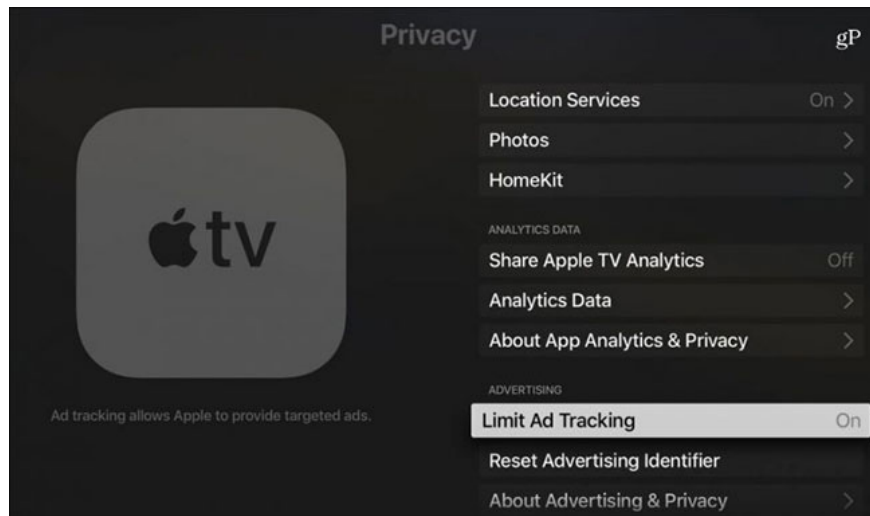 Privacy
gP
Location Services On
Photos
HomeKit
ANALYTICS DATA
Share Apple TV Analytics Off
Analytics Data
About App Analytics & Privacy
ADVERTISING
Limit Ad Tracking On
Reset Advertising Identifier
About Advertising & Privacy
tv
Ad tracking allows Apple to provide targeted ads.